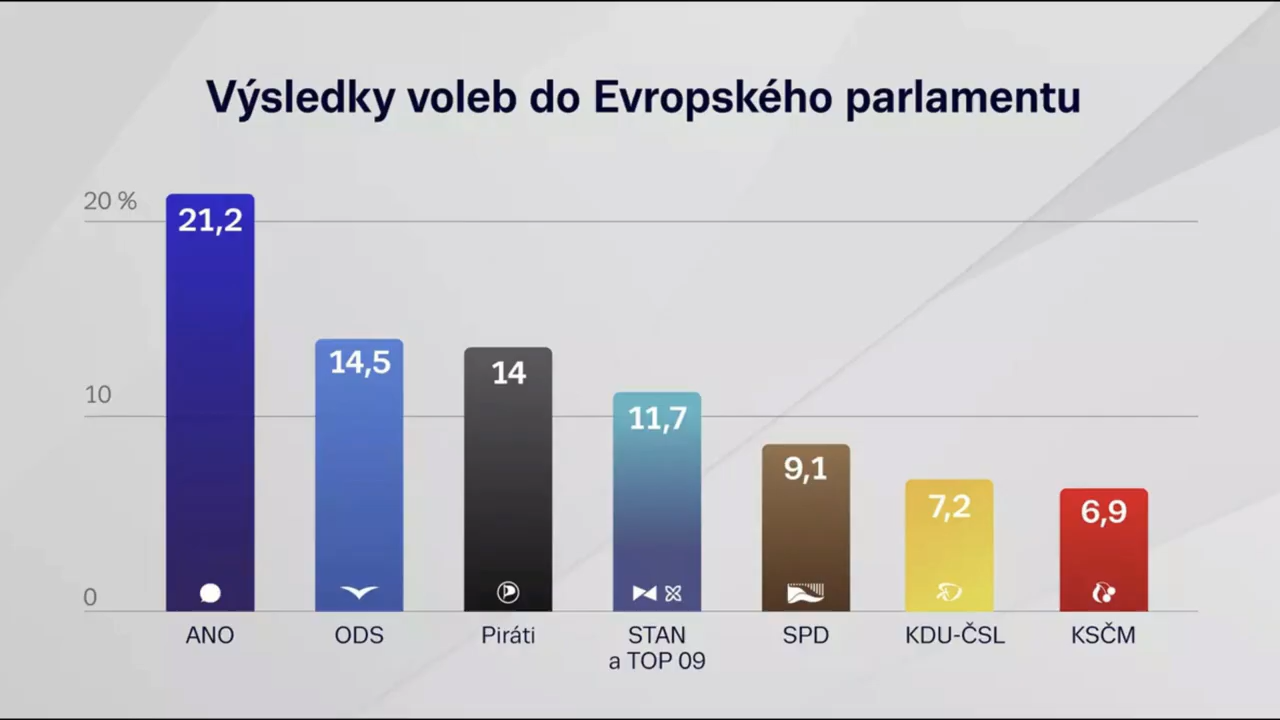 Výsledky voleb do Evropského parlamentu
20 %
10
0
21,2
14,5
14
11,7
9,1
7,2
6,9
ANO
ODS
Piráti
STAN
a TOP 09
SPD
KDU-ČSL
KSČM